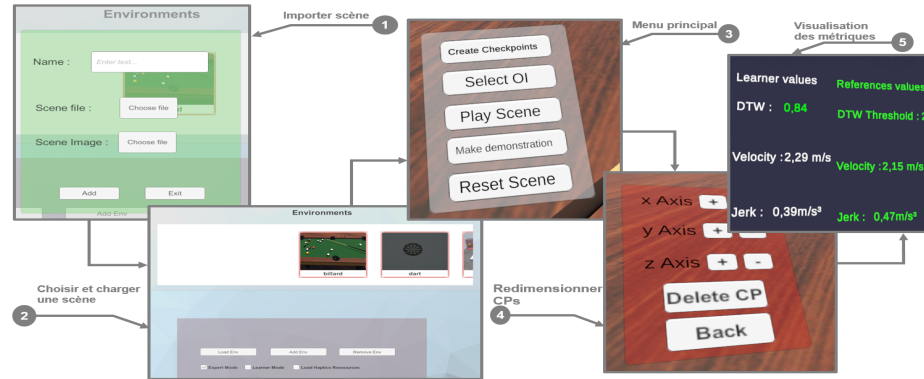 Environments
Name :
Enter text...
Scene file :
Choose file
Scene Image :
Choose file
Add
Exit
Add Env
Importer scène
1
Choisir et charger
une scène
2
Environments
billard
dart
Load Env
Add Env
Remove Env
Expert Mode
Learner Mode
Load Haptics Ressources
Create Checkpoints
Select OI
Play Scene
Make demonstration
Reset Scene
Menu principal
3
Redimensionner
CPs
4
x Axis
+
y Axis
+
z Axis
+
-
Delete CP
Back
Visualisation
des métriques
5
Learner values
References values
DTW : 0,84
DTW Threshold : 2
Velocity :2,29 m/s
Velocity :2,15 m/s
Jerk : 0,39m/s³
Jerk : 0,47m/s³